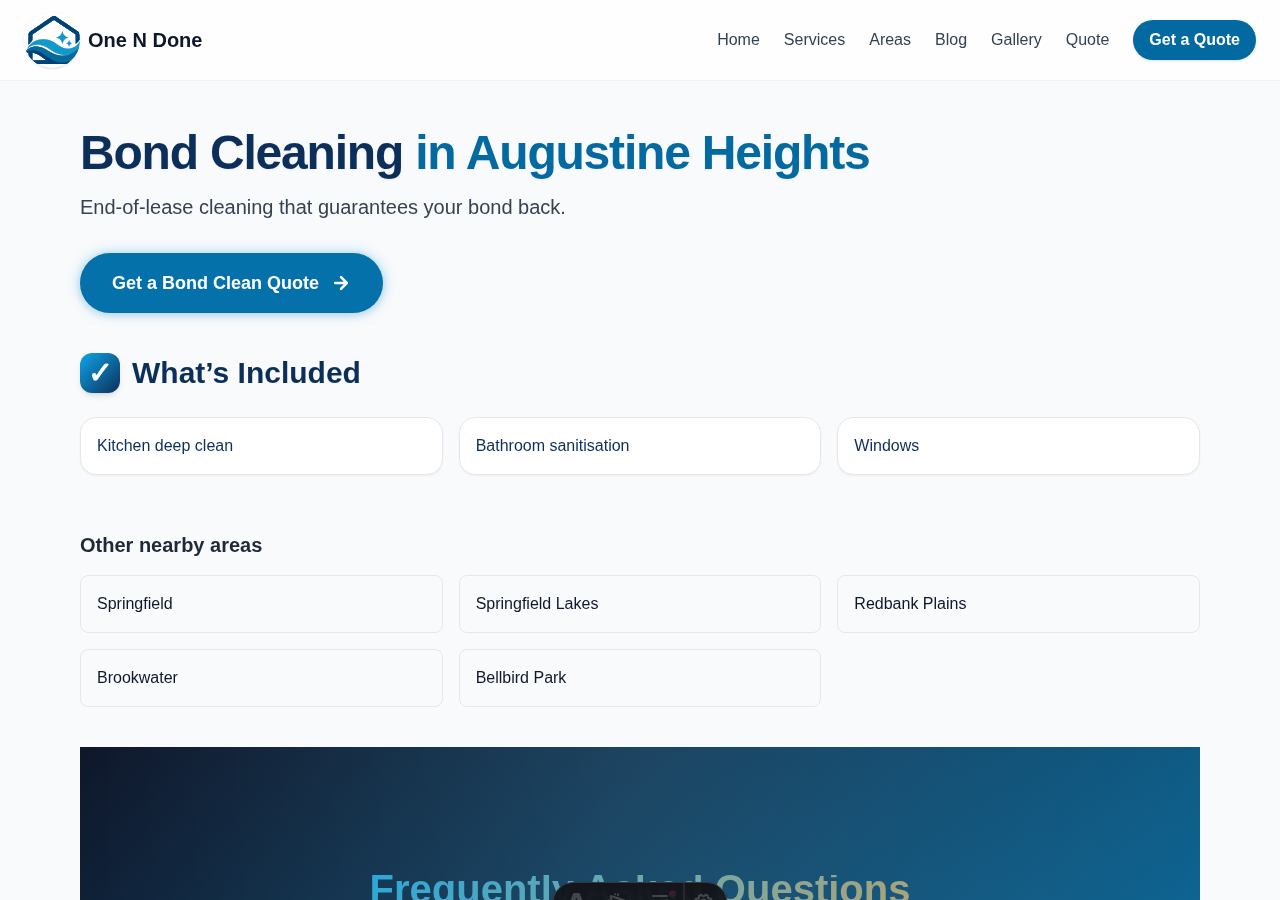 One N Done
Home Services Areas Blog Gallery Quote Get a Quote
Bond Cleaning in Augustine Heights
End-of-lease cleaning that guarantees your bond back.
Get a Bond Clean Quote
What’s Included
Kitchen deep clean
Bathroom sanitisation
Windows
Other nearby areas
Springfield
Springfield Lakes
Redbank Plains
Brookwater
Bellbird Park
Frequently Asked Questions